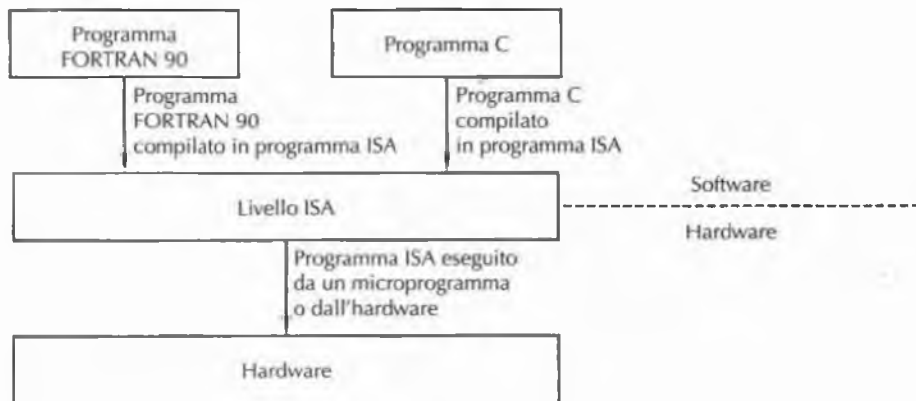 Programma
FORTRAN 90
Programma C
Programma
FORTRAN 90
compilato in programma ISA
Programma C
compilato
in programma ISA
Livello ISA
Software
Hardware
Programma ISA eseguito
da un microprogramma
o dall'hardware
Hardware